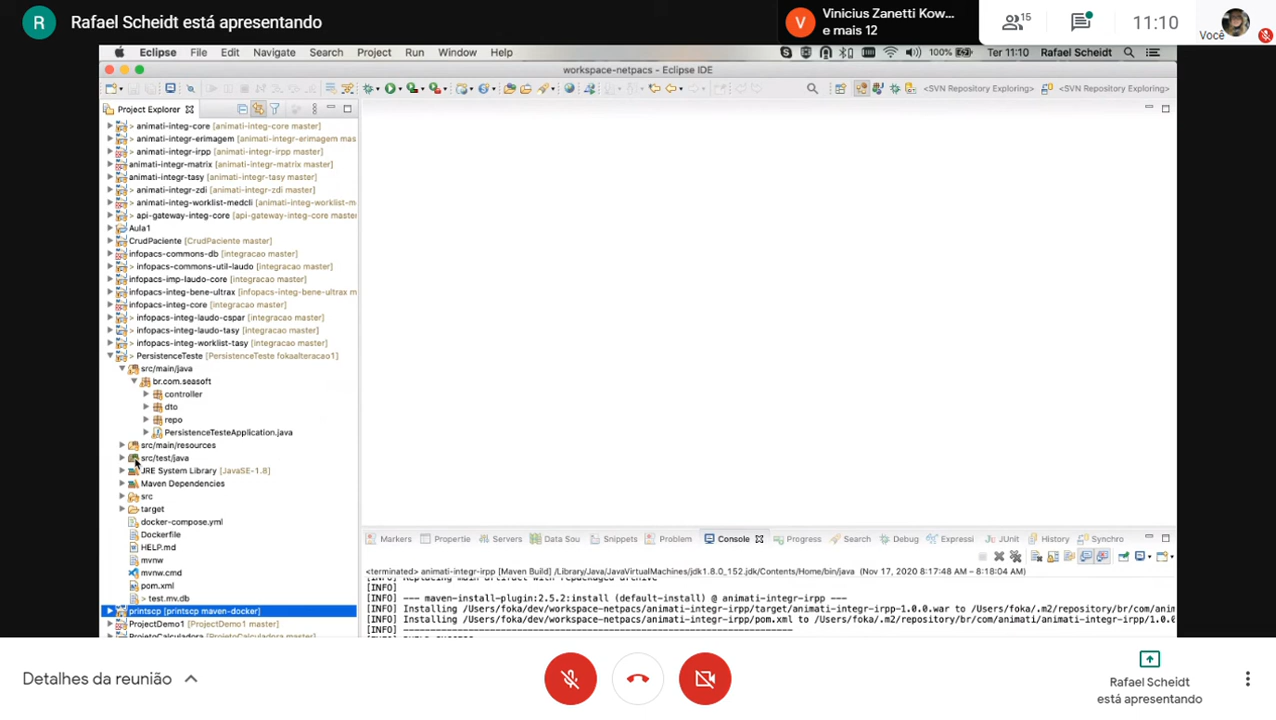 R Rafael Scheidt está apresentando
V Vinicius Zanetti Kow...
e mais 12
15
11:10
Você
Eclipse File Edit Navigate Search Project Run Window Help
100% Ter 11:10 Rafael Scheidt
workspace-netpacs - Eclipse IDE
<SVN Repository Exploring> <SVN Repository Exploring>
Project Explorer
> animati-integ-core [animati-integ-core master]
> animati-integr-erimagem [animati-integr-erimagem mas
> animati-integr-irpp [animati-integr-irpp master]
animati-integr-matrix [animati-integr-matrix master]
animati-integr-tasy [animati-integr-tasy master]
> animati-integr-zdi [animati-integr-zdi master]
> animati-integ-worklist-medcli [animati-integ-worklist-m
> api-gateway-integ-core [api-gateway-integ-core master
Aula1
CrudPaciente [CrudPaciente master]
infopacs-commons-db [integracao master]
> infopacs-commons-util-laudo [integracao master]
infopacs-imp-laudo-core [integracao master]
> infopacs-integ-bene-ultrax [infopacs-integ-bene-ultrax m
infopacs-integ-core [integracao master]
> infopacs-integ-laudo-cspar [integracao master]
> infopacs-integ-laudo-tasy [integracao master]
> infopacs-integ-worklist-tasy [integracao master]
> PersistenceTeste [PersistenceTeste fokaalteracao1]
src/main/java
br.com.seasoft
controller
dto
repo
PersistenceTesteApplication.java
src/main/resources
src/test/java
JRE System Library [JavaSE-1.8]
Maven Dependencies
src
target
docker-compose.yml
Dockerfile
HELP.md
mvnw
mvnw.cmd
pom.xml
> test.mv.db
printscp [printscp maven-docker]
ProjectDemo1 [ProjectDemo1 master]
ProjetoCalculadora [ProjetoCalculadora master]
Markers Propertie Servers Data Sou Snippets Problem Console Progress Search Debug Expressi JUnit History Synchro
<terminated> animati-integr-irpp [Maven Build] /Library/Java/JavaVirtualMachines/jdk1.8.0_152.jdk/Contents/Home/bin/java (Nov 17, 2020 8:17:48 AM – 8:18:04 AM)
[INFO] Replacing main artifact with repackaged archive
[INFO]
[INFO] --- maven-install-plugin:2.5.2:install (default-install) @ animati-integr-irpp ---
[INFO] Installing /Users/foka/dev/workspace-netpacs/animati-integr-irpp/target/animati-integr-irpp-1.0.0.war to /Users/foka/.m2/repository/br/com/anim
[INFO] Installing /Users/foka/dev/workspace-netpacs/animati-integr-irpp/pom.xml to /Users/foka/.m2/repository/br/com/animati/animati-integr-irpp/1.0.0
[INFO] ------------------------------------------------------------------------
Detalhes da reunião
Rafael Scheidt
está apresentando